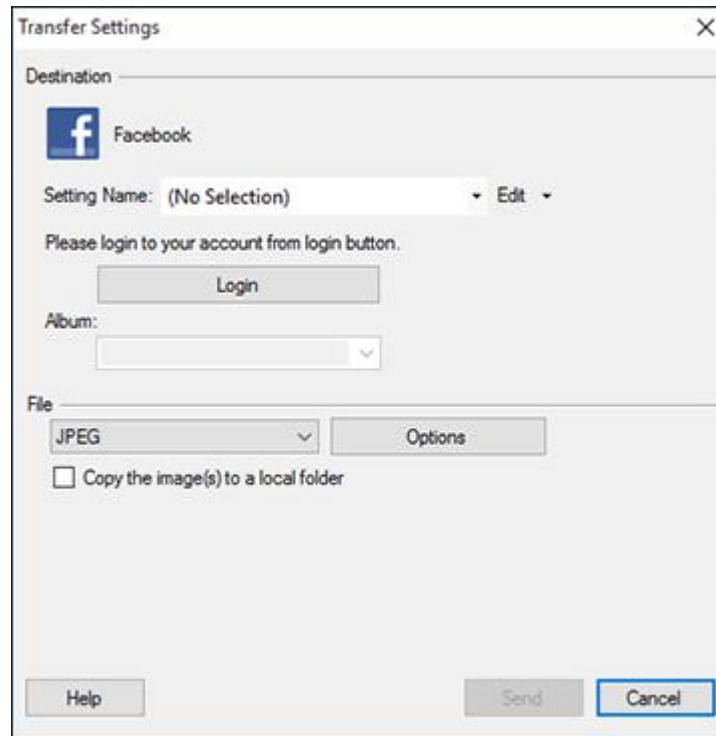 Transfer Settings
Destination
Facebook
Setting Name: (No Selection) Edit
Please login to your account from login button.
Login
Album:
File
JPEG Options
Copy the image(s) to a local folder
Help Send Cancel